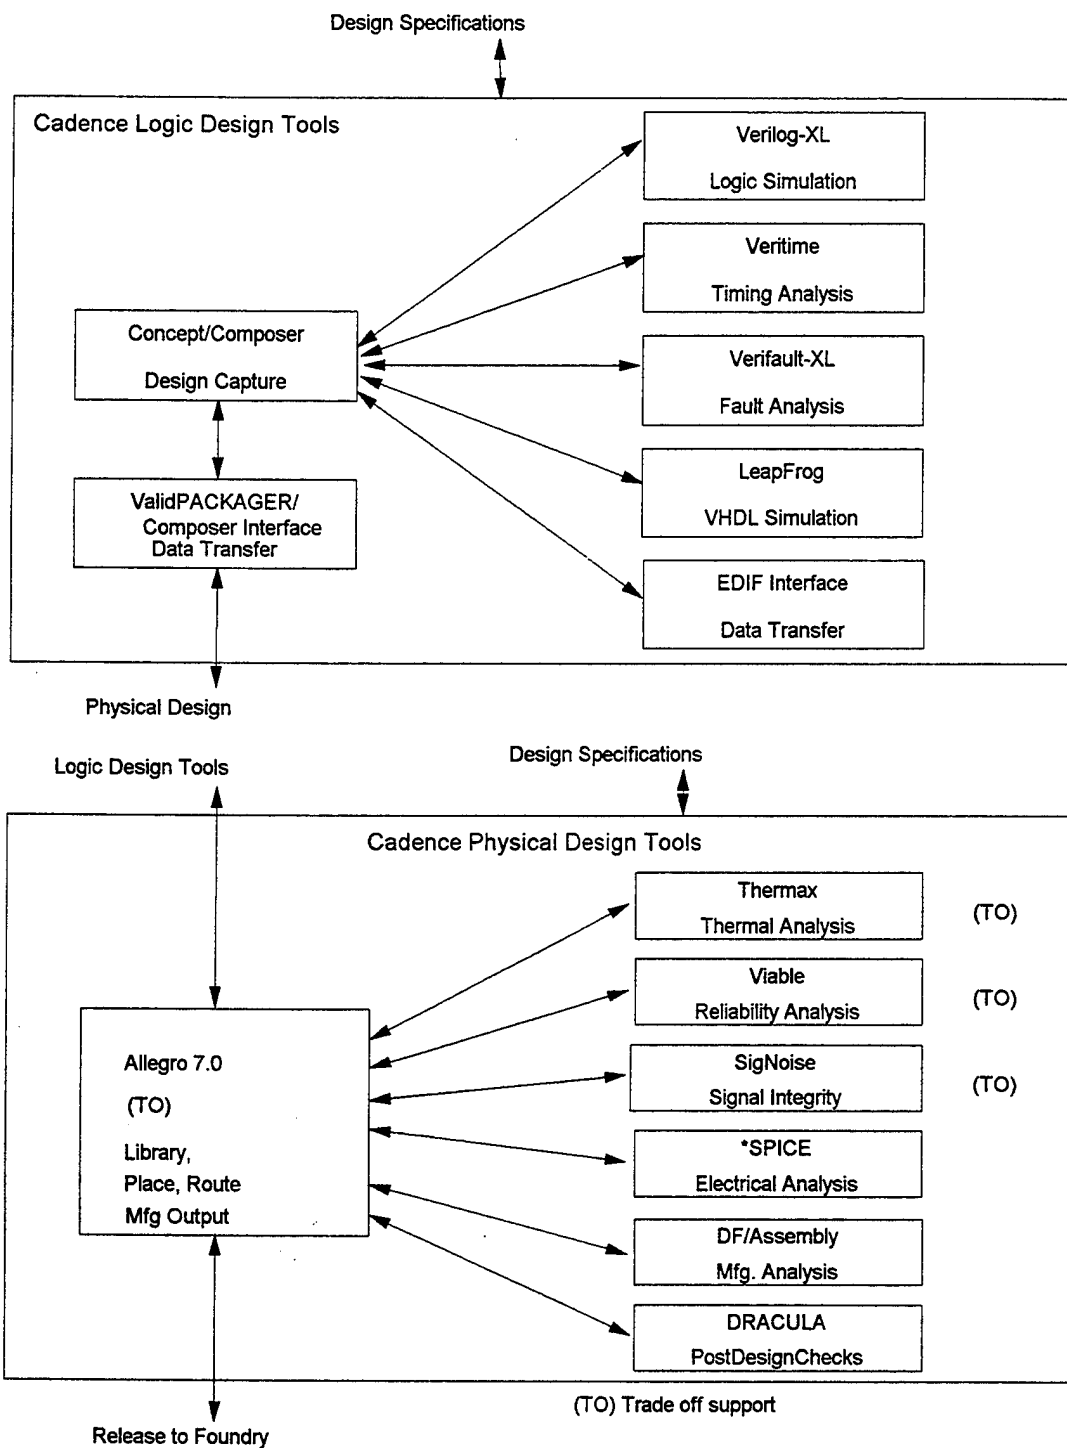 Design Specifications
Cadence Logic Design Tools
Verilog-XL
Logic Simulation
Veritime
Timing Analysis
Concept/Composer
Design Capture
Verifault-XL
Fault Analysis
LeapFrog
VHDL Simulation
ValidPACKAGER/
Composer Interface
Data Transfer
EDIF Interface
Data Transfer
Physical Design
Logic Design Tools
Design Specifications
Cadence Physical Design Tools
Thermax
Thermal Analysis
(TO)
Viable
Reliability Analysis
(TO)
SigNoise
Signal Integrity
(TO)
Allegro 7.0
(TO)
Library,
Place, Route
Mfg Output
*SPICE
Electrical Analysis
DF/Assembly
Mfg. Analysis
DRACULA
PostDesignChecks
(TO) Trade off support
Release to Foundry